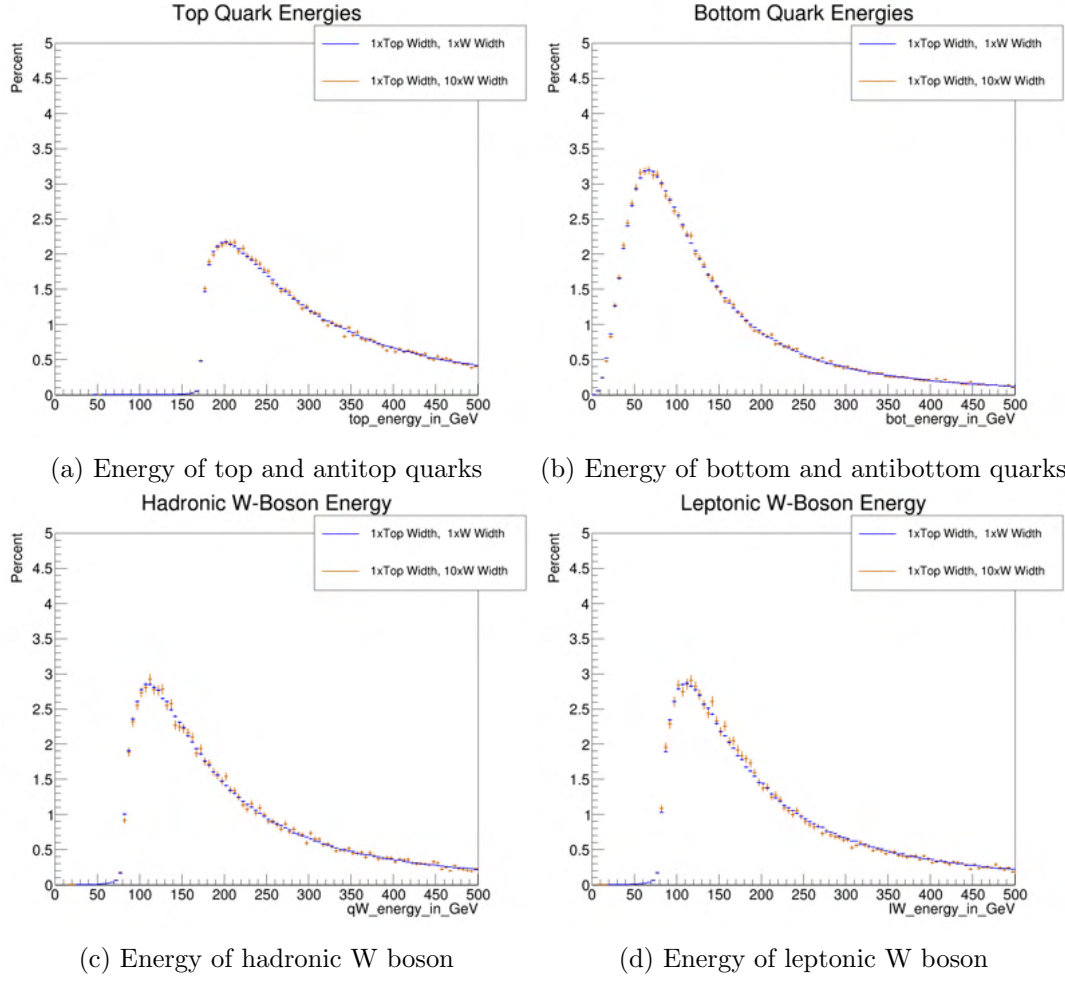 Top Quark Energies
Percent
1xTop Width, 1xW Width
1xTop Width, 10xW Width
5
4.5
4
3.5
3
2.5
2
1.5
1
0.5
0
0 50 100 150 200 250 300 350 400 450 500
top_energy_in_GeV
(a) Energy of top and antitop quarks
Bottom Quark Energies
Percent
1xTop Width, 1xW Width
1xTop Width, 10xW Width
5
4.5
4
3.5
3
2.5
2
1.5
1
0.5
0
0 50 100 150 200 250 300 350 400 450 500
bot_energy_in_GeV
(b) Energy of bottom and antibottom quarks
Hadronic W-Boson Energy
Percent
1xTop Width, 1xW Width
1xTop Width, 10xW Width
5
4.5
4
3.5
3
2.5
2
1.5
1
0.5
0
0 50 100 150 200 250 300 350 400 450 500
qW_energy_in_GeV
(c) Energy of hadronic W boson
Leptonic W-Boson Energy
Percent
1xTop Width, 1xW Width
1xTop Width, 10xW Width
5
4.5
4
3.5
3
2.5
2
1.5
1
0.5
0
0 50 100 150 200 250 300 350 400 450 500
lW_energy_in_GeV
(d) Energy of leptonic W boson